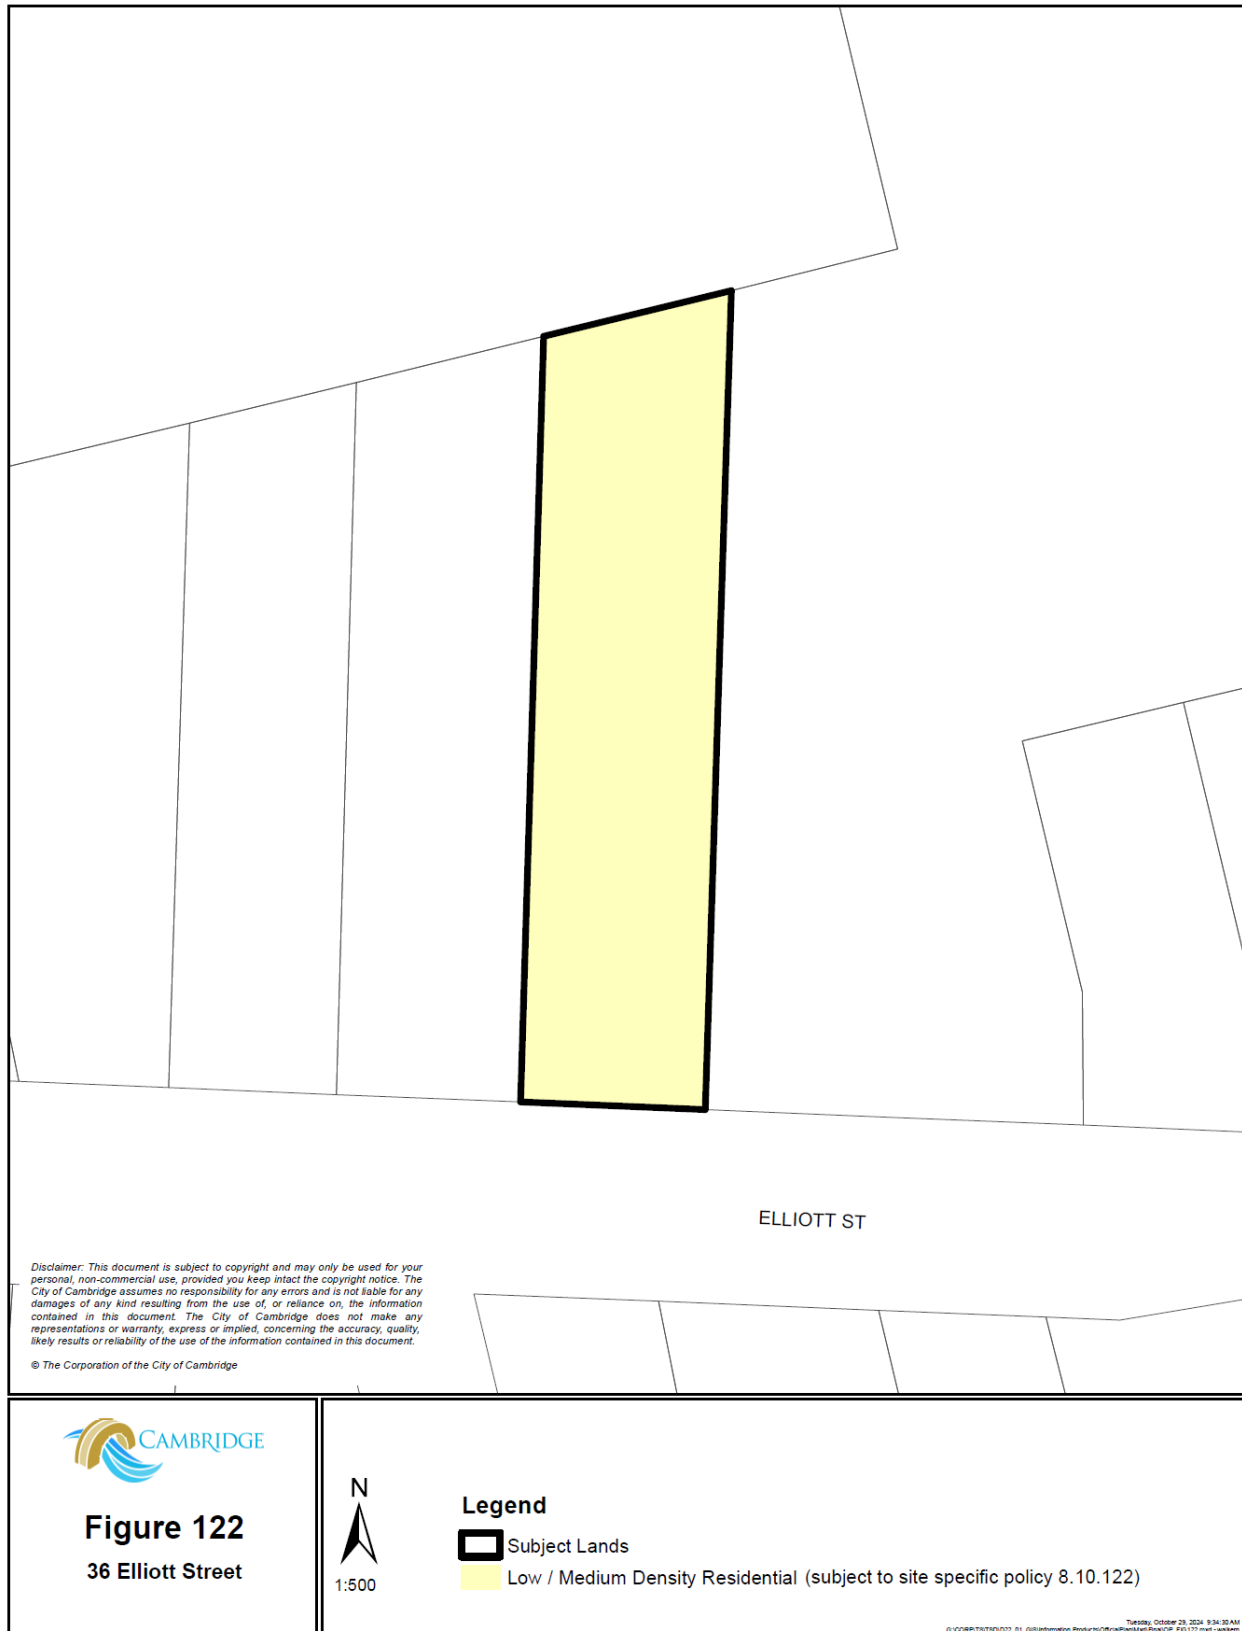 ELLIOTT ST
Disclaimer: This document is subject to copyright and may only be used for your
personal, non-commercial use, provided you keep intact the copyright notice. The
City of Cambridge assumes no responsibility for any errors and is not liable for any
damages of any kind resulting from the use of, or reliance on, the information
contained in this document. The City of Cambridge does not make any
representations or warranty, express or implied, concerning the accuracy, quality,
likely results or reliability of the use of the information contained in this document.
© The Corporation of the City of Cambridge
CAMBRIDGE
Figure 122
36 Elliott Street
N
1:500
Legend
Subject Lands
Low / Medium Density Residential (subject to site specific policy 8.10.122)
Tuesday, October 29, 2024 9:34:30 AM